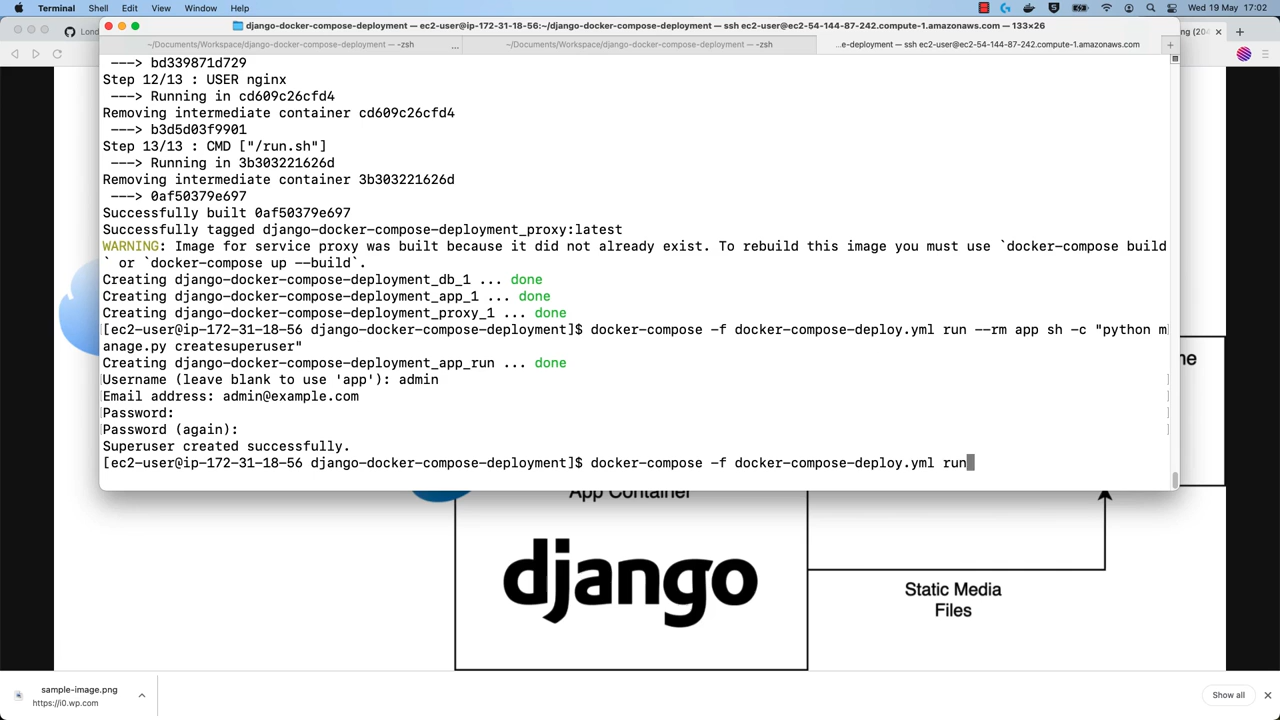 Terminal Shell Edit View Window Help Wed 19 May 17:02
Lond
django-docker-compose-deployment — ec2-user@ip-172-31-18-56:~/django-docker-compose-deployment — ssh ec2-user@ec2-54-144-87-242.compute-1.amazonaws.com — 133×26
~/Documents/Workspace/django-docker-compose-deployment — -zsh ... ~/Documents/Workspace/django-docker-compose-deployment — -zsh ...e-deployment — ssh ec2-user@ec2-54-144-87-242.compute-1.amazonaws.com +
---> bd339871d729
Step 12/13 : USER nginx
---> Running in cd609c26cfd4
Removing intermediate container cd609c26cfd4
---> b3d5d03f9901
Step 13/13 : CMD ["/run.sh"]
---> Running in 3b303221626d
Removing intermediate container 3b303221626d
---> 0af50379e697
Successfully built 0af50379e697
Successfully tagged django-docker-compose-deployment_proxy:latest
WARNING: Image for service proxy was built because it did not already exist. To rebuild this image you must use `docker-compose build
` or `docker-compose up --build`.
Creating django-docker-compose-deployment_db_1 ... done
Creating django-docker-compose-deployment_app_1 ... done
Creating django-docker-compose-deployment_proxy_1 ... done
[ec2-user@ip-172-31-18-56 django-docker-compose-deployment]$ docker-compose -f docker-compose-deploy.yml run --rm app sh -c "python m
anage.py createsuperuser"
Creating django-docker-compose-deployment_app_run ... done
Username (leave blank to use 'app'): admin
Email address: admin@example.com
Password:
Password (again):
Superuser created successfully.
[ec2-user@ip-172-31-18-56 django-docker-compose-deployment]$ docker-compose -f docker-compose-deploy.yml run
App Container
django
Static Media
Files
sample-image.png
https://i0.wp.com
Show all